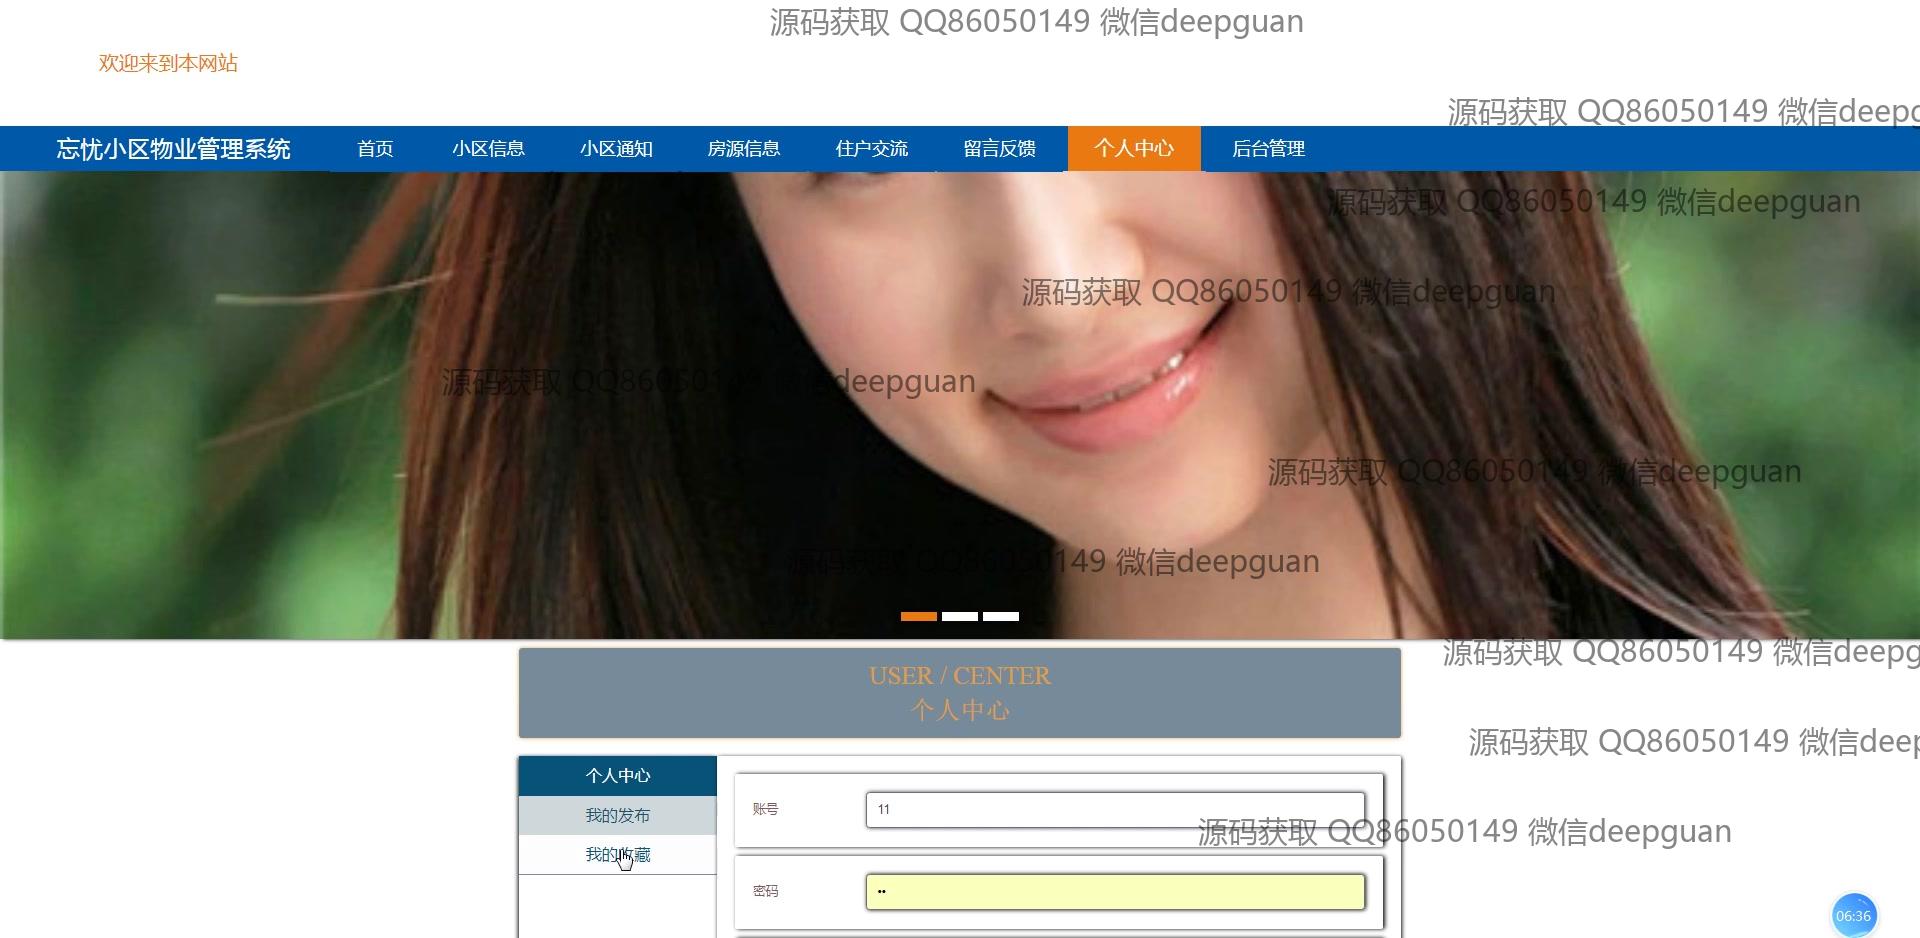 源码获取 QQ86050149 微信deepguan
欢迎来到本网站
源码获取 QQ86050149 微信deepg
忘忧小区物业管理系统 首页 小区信息 小区通知 房源信息 住户交流 留言反馈 个人中心 后台管理
源码获取 QQ86050149 微信deepguan
源码获取 QQ86050149 微信deepguan
源码获取 QQ86050149 微信deepguan
源码获取 QQ86050149 微信deepguan
源码获取 QQ86050149 微信deepguan
源码获取 QQ86050149 微信deepg
USER / CENTER
个人中心
源码获取 QQ86050149 微信deep
个人中心
我的发布
我的收藏
账号 11
源码获取 QQ86050149 微信deepguan
密码 ••
06:36